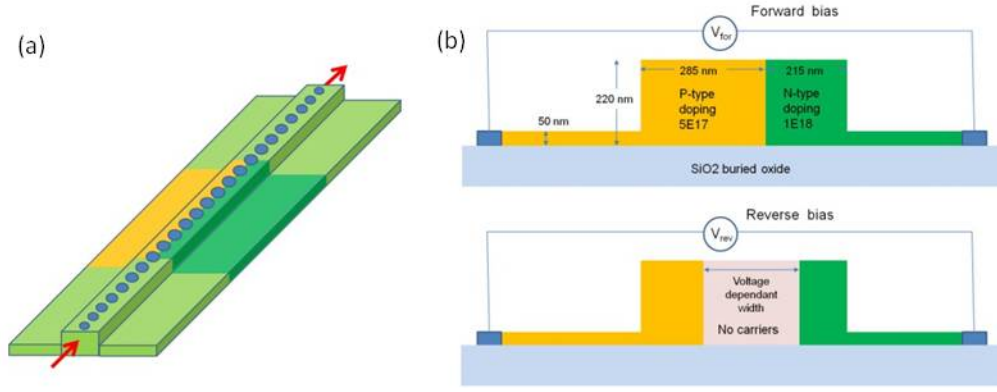 (a)
(b)
Forward bias
Vfor
285 nm
215 nm
P-type
doping
5E17
N-type
doping
1E18
220 nm
50 nm
SiO2 buried oxide
Reverse bias
Vrev
Voltage
dependant
width
No carriers